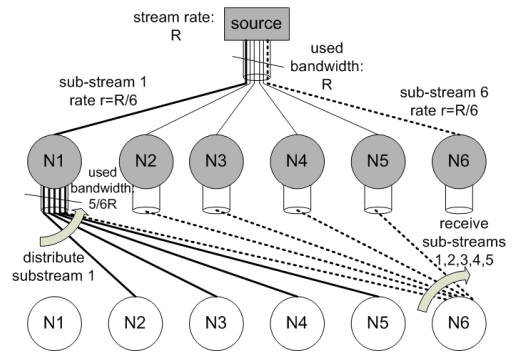 stream rate:
R
source
used
bandwidth:
R
sub-stream 1
rate r=R/6
sub-stream 6
rate r=R/6
N1
N2
N3
N4
N5
N6
used
bandwidth:
5/6R
distribute
substream 1
receive
sub-streams
1,2,3,4,5
N1
N2
N3
N4
N5
N6